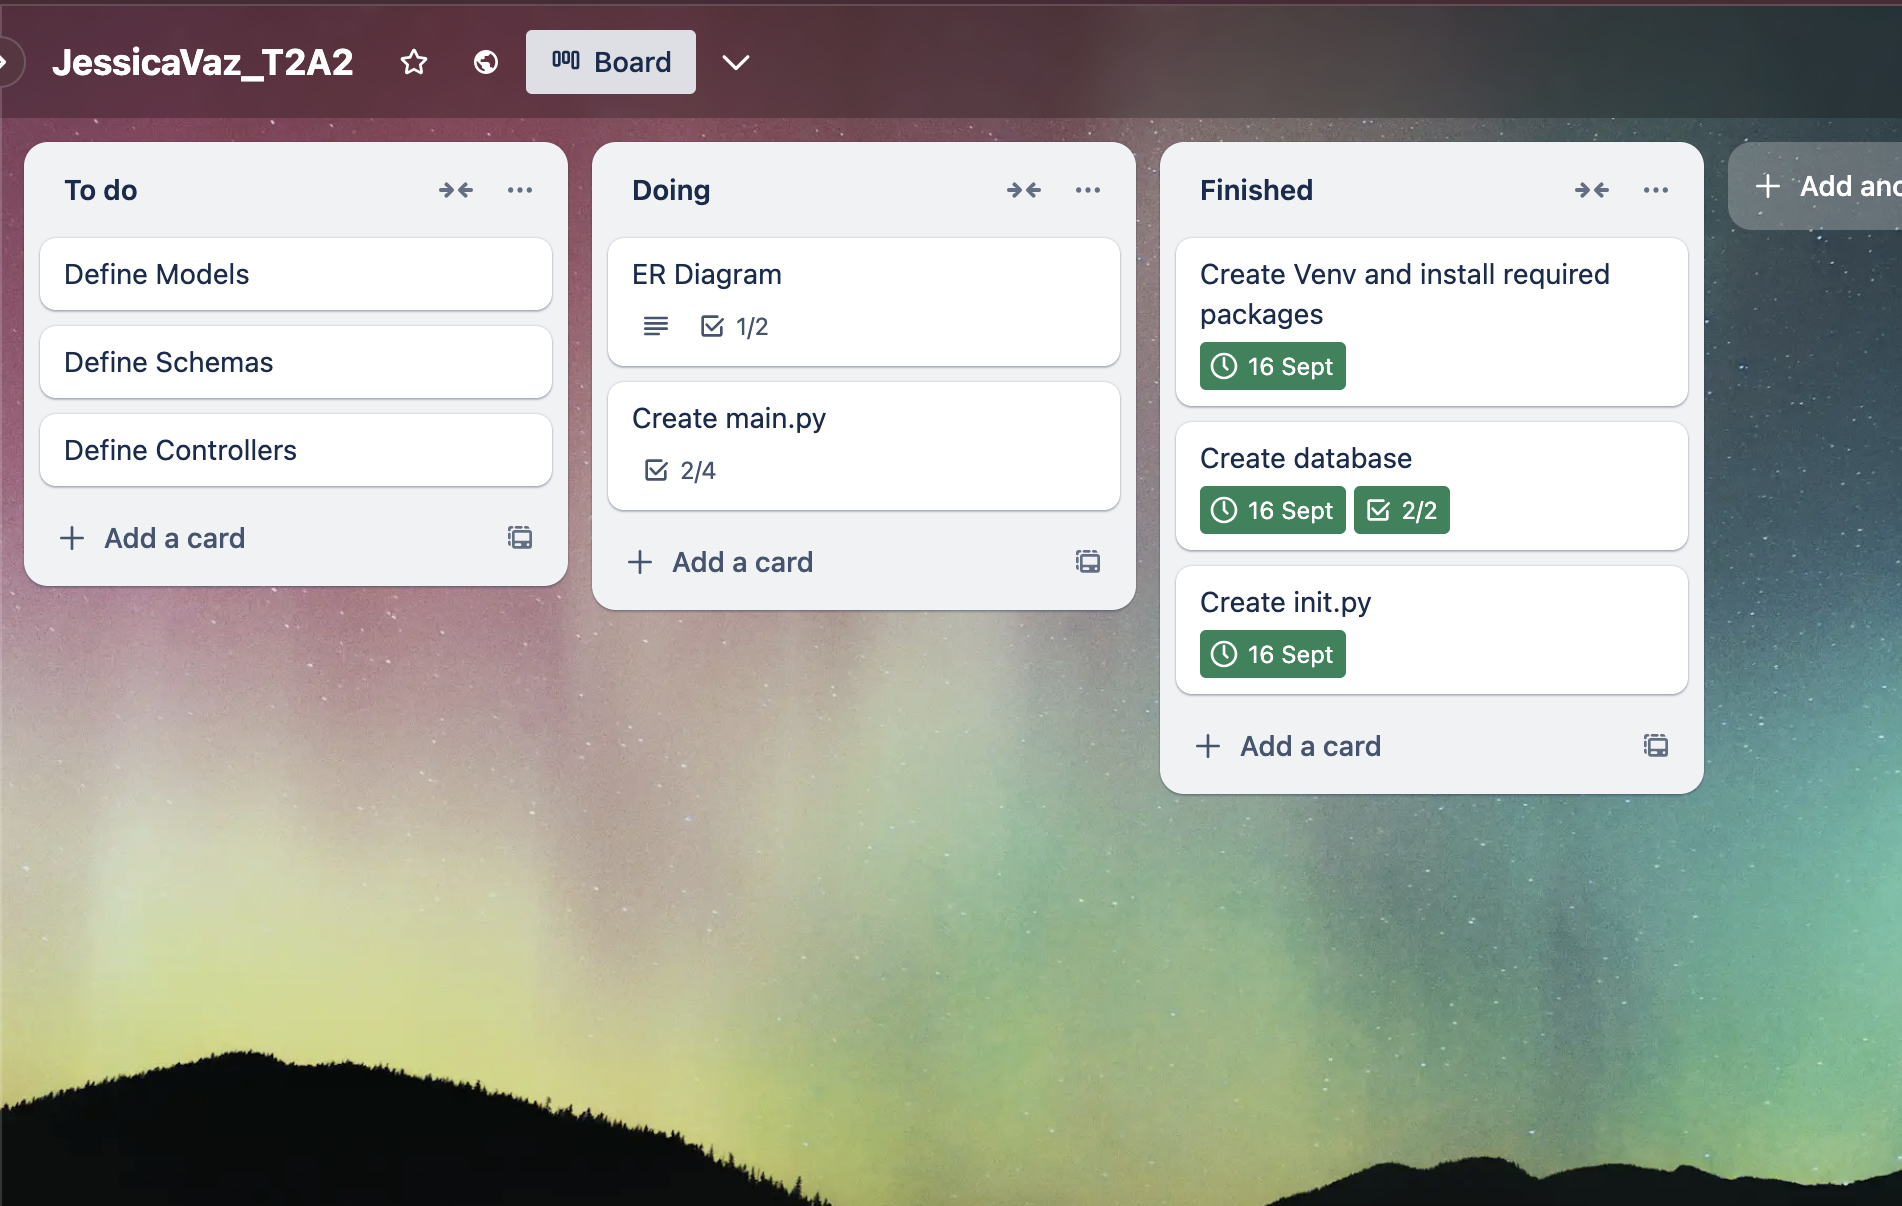 JessicaVaz_T2A2
Board
To do
Define Models
Define Schemas
Define Controllers
Add a card
Doing
ER Diagram
1/2
Create main.py
2/4
Add a card
Finished
Create Venv and install required
packages
16 Sept
Create database
16 Sept 2/2
Create init.py
16 Sept
Add a card
Add